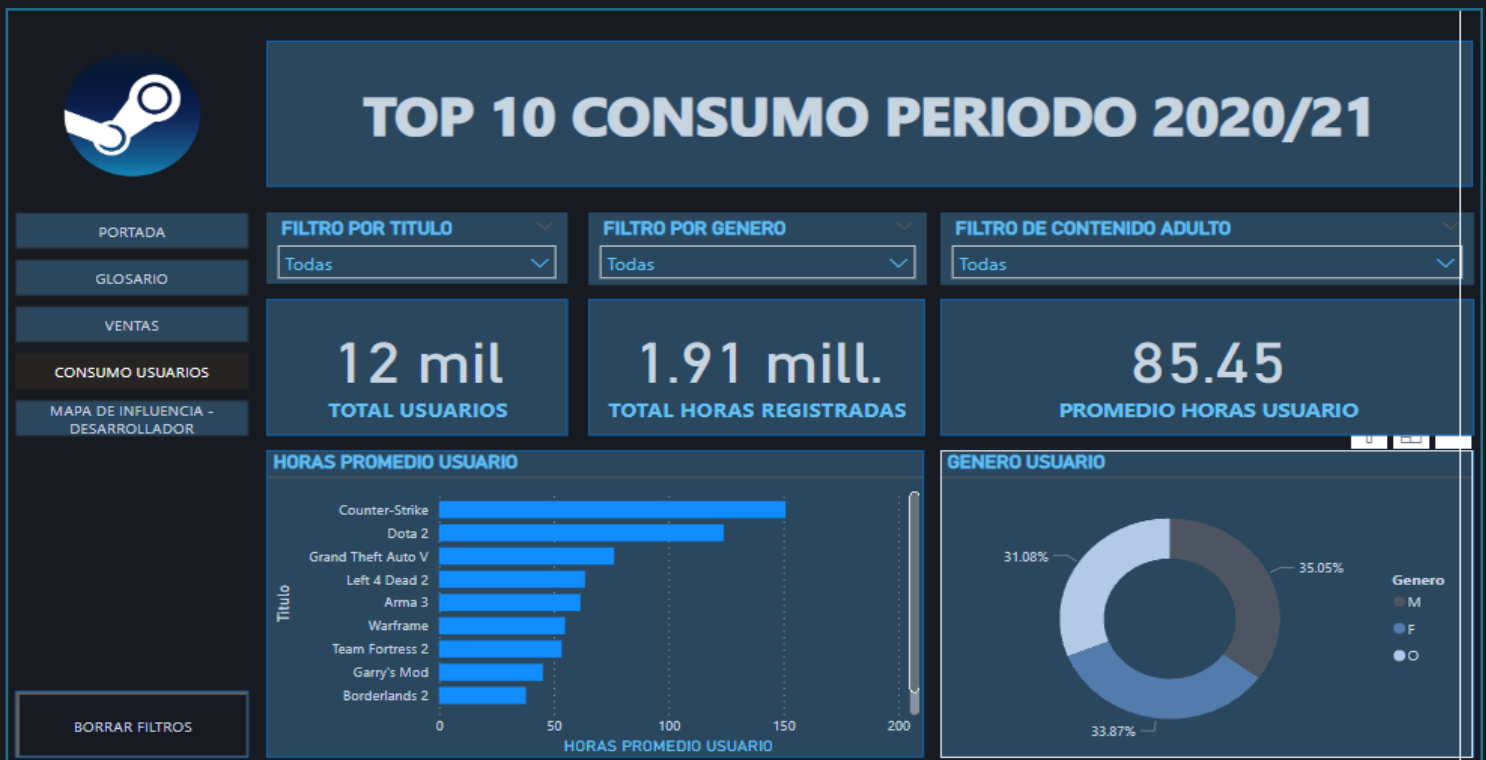 TOP 10 CONSUMO PERIODO 2020/21
PORTADA
GLOSARIO
VENTAS
CONSUMO USUARIOS
MAPA DE INFLUENCIA -
DESARROLLADOR
BORRAR FILTROS
FILTRO POR TITULO
Todas
FILTRO POR GENERO
Todas
FILTRO DE CONTENIDO ADULTO
Todas
12 mil
TOTAL USUARIOS
1.91 mill.
TOTAL HORAS REGISTRADAS
85.45
PROMEDIO HORAS USUARIO
HORAS PROMEDIO USUARIO
Titulo
Counter-Strike
Dota 2
Grand Theft Auto V
Left 4 Dead 2
Arma 3
Warframe
Team Fortress 2
Garry's Mod
Borderlands 2
0 50 100 150 200
HORAS PROMEDIO USUARIO
GENERO USUARIO
31.08%
35.05%
33.87%
Genero
M
F
O